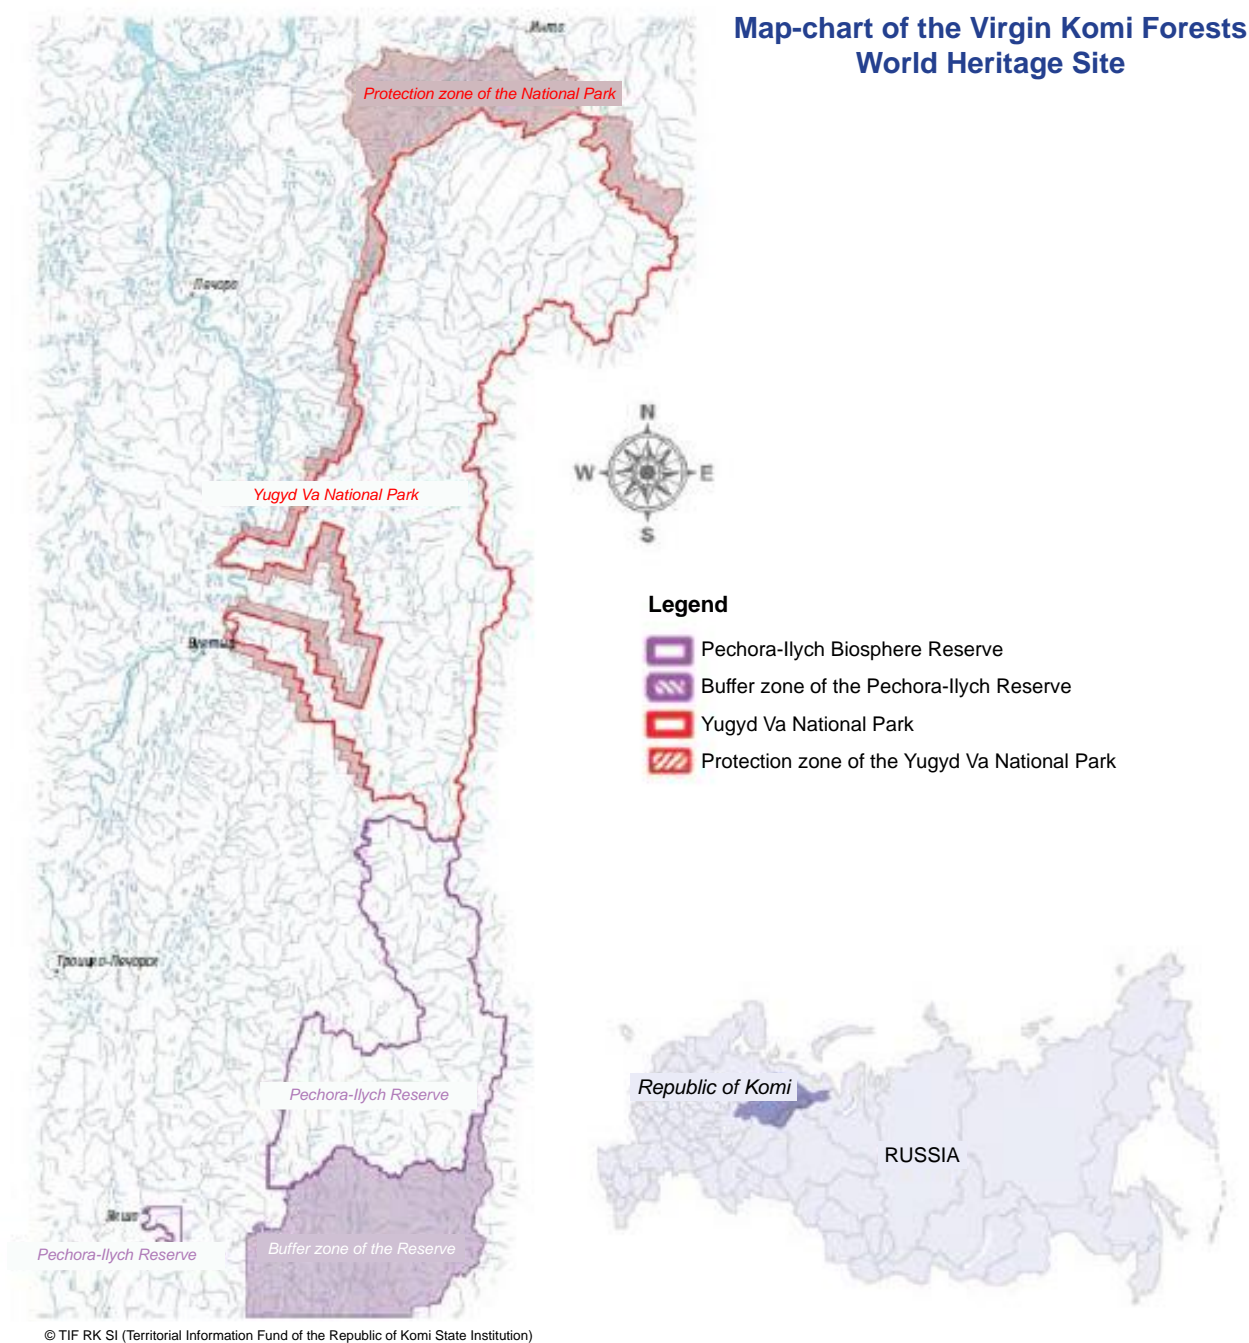 Map-chart of the Virgin Komi Forests
World Heritage Site
Инта
Protection zone of the National Park
Печора
N
W
E
S
Yugyd Va National Park
Legend
Вуктыл
Pechora-Ilych Biosphere Reserve
Buffer zone of the Pechora-Ilych Reserve
Yugyd Va National Park
Protection zone of the Yugyd Va National Park
Троицко-Печорск
Republic of Komi
Pechora-Ilych Reserve
RUSSIA
Якша
Buffer zone of the Reserve
Pechora-Ilych Reserve
© TIF RK SI (Territorial Information Fund of the Republic of Komi State Institution)